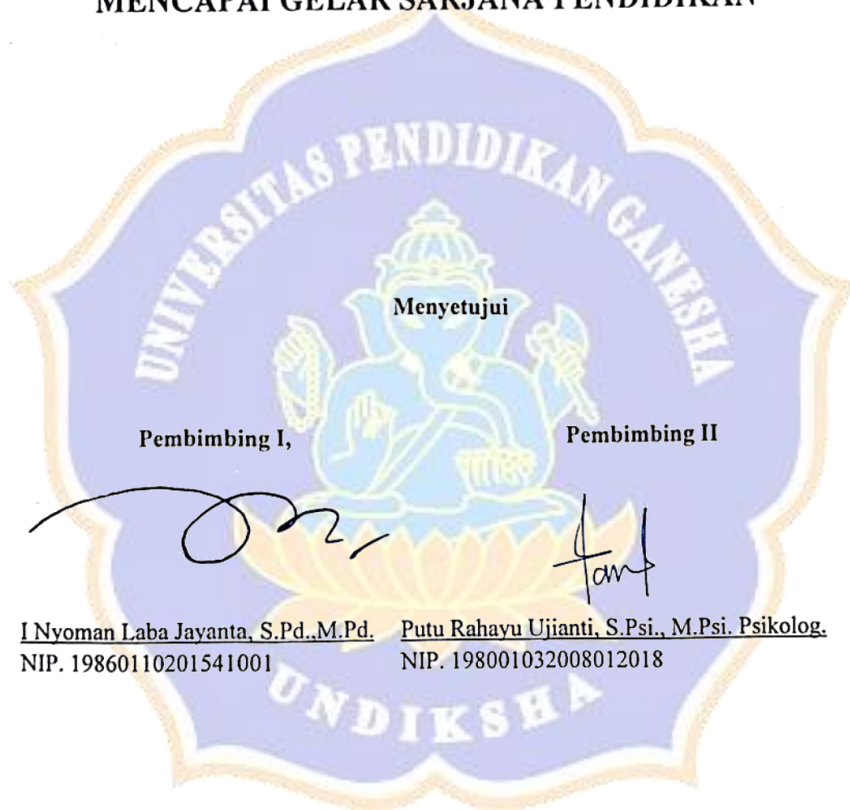 MENCAPAI GELAR SARJANA PENDIDIKAN
UNIVERSITAS PENDIDIKAN GANESHA
Menyetujui
Pembimbing I,
Pembimbing II
I Nyoman Laba Jayanta, S.Pd.,M.Pd.
Putu Rahayu Ujianti, S.Psi., M.Psi. Psikolog.
NIP. 19860110201541001
NIP. 198001032008012018
UNDIKSHA